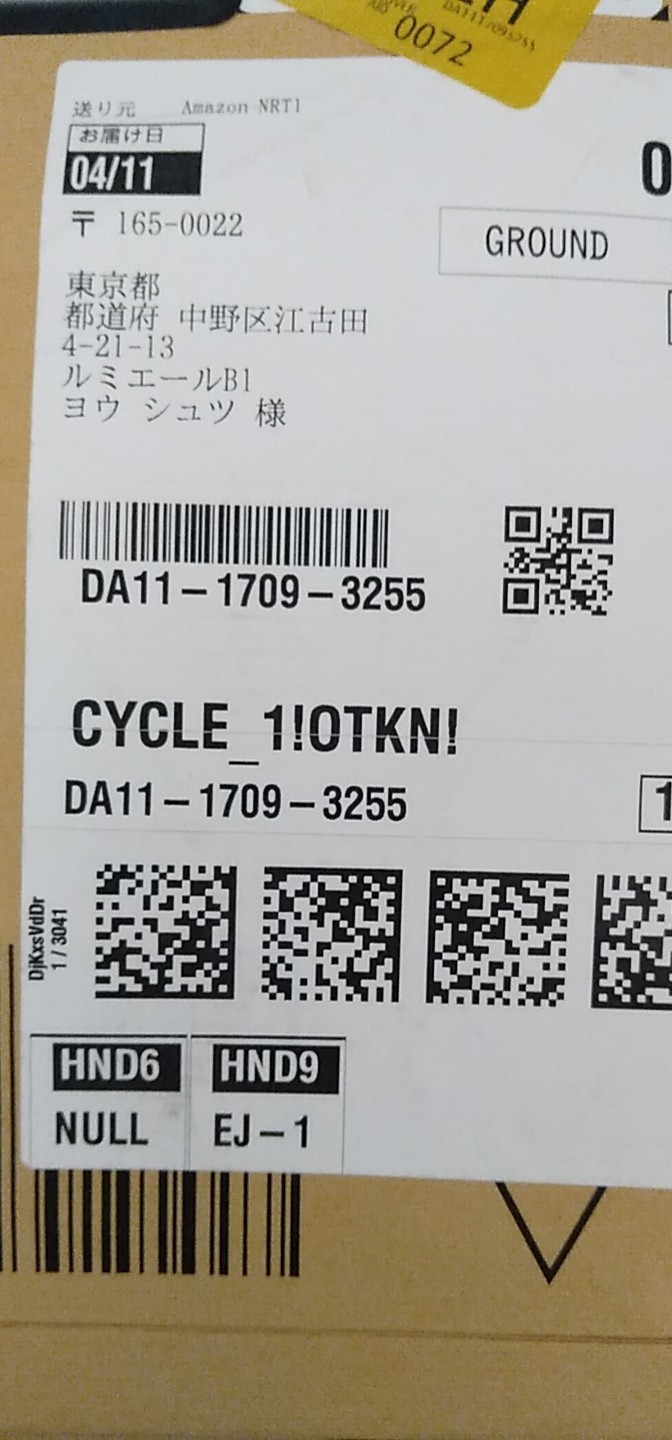 0072
DA1117093255
送り元 Amazon NRT1
お届け日
04/11
〒 165-0022
GROUND
東京都
都道府 中野区江古田
4-21-13
ルミエールB1
ヨウ シュツ 様
DA11-1709-3255
CYCLE_1!OTKN!
DA11-1709-3255
1
DjKxsVdDr
1 / 3041
HND6 HND9
NULL EJ-1